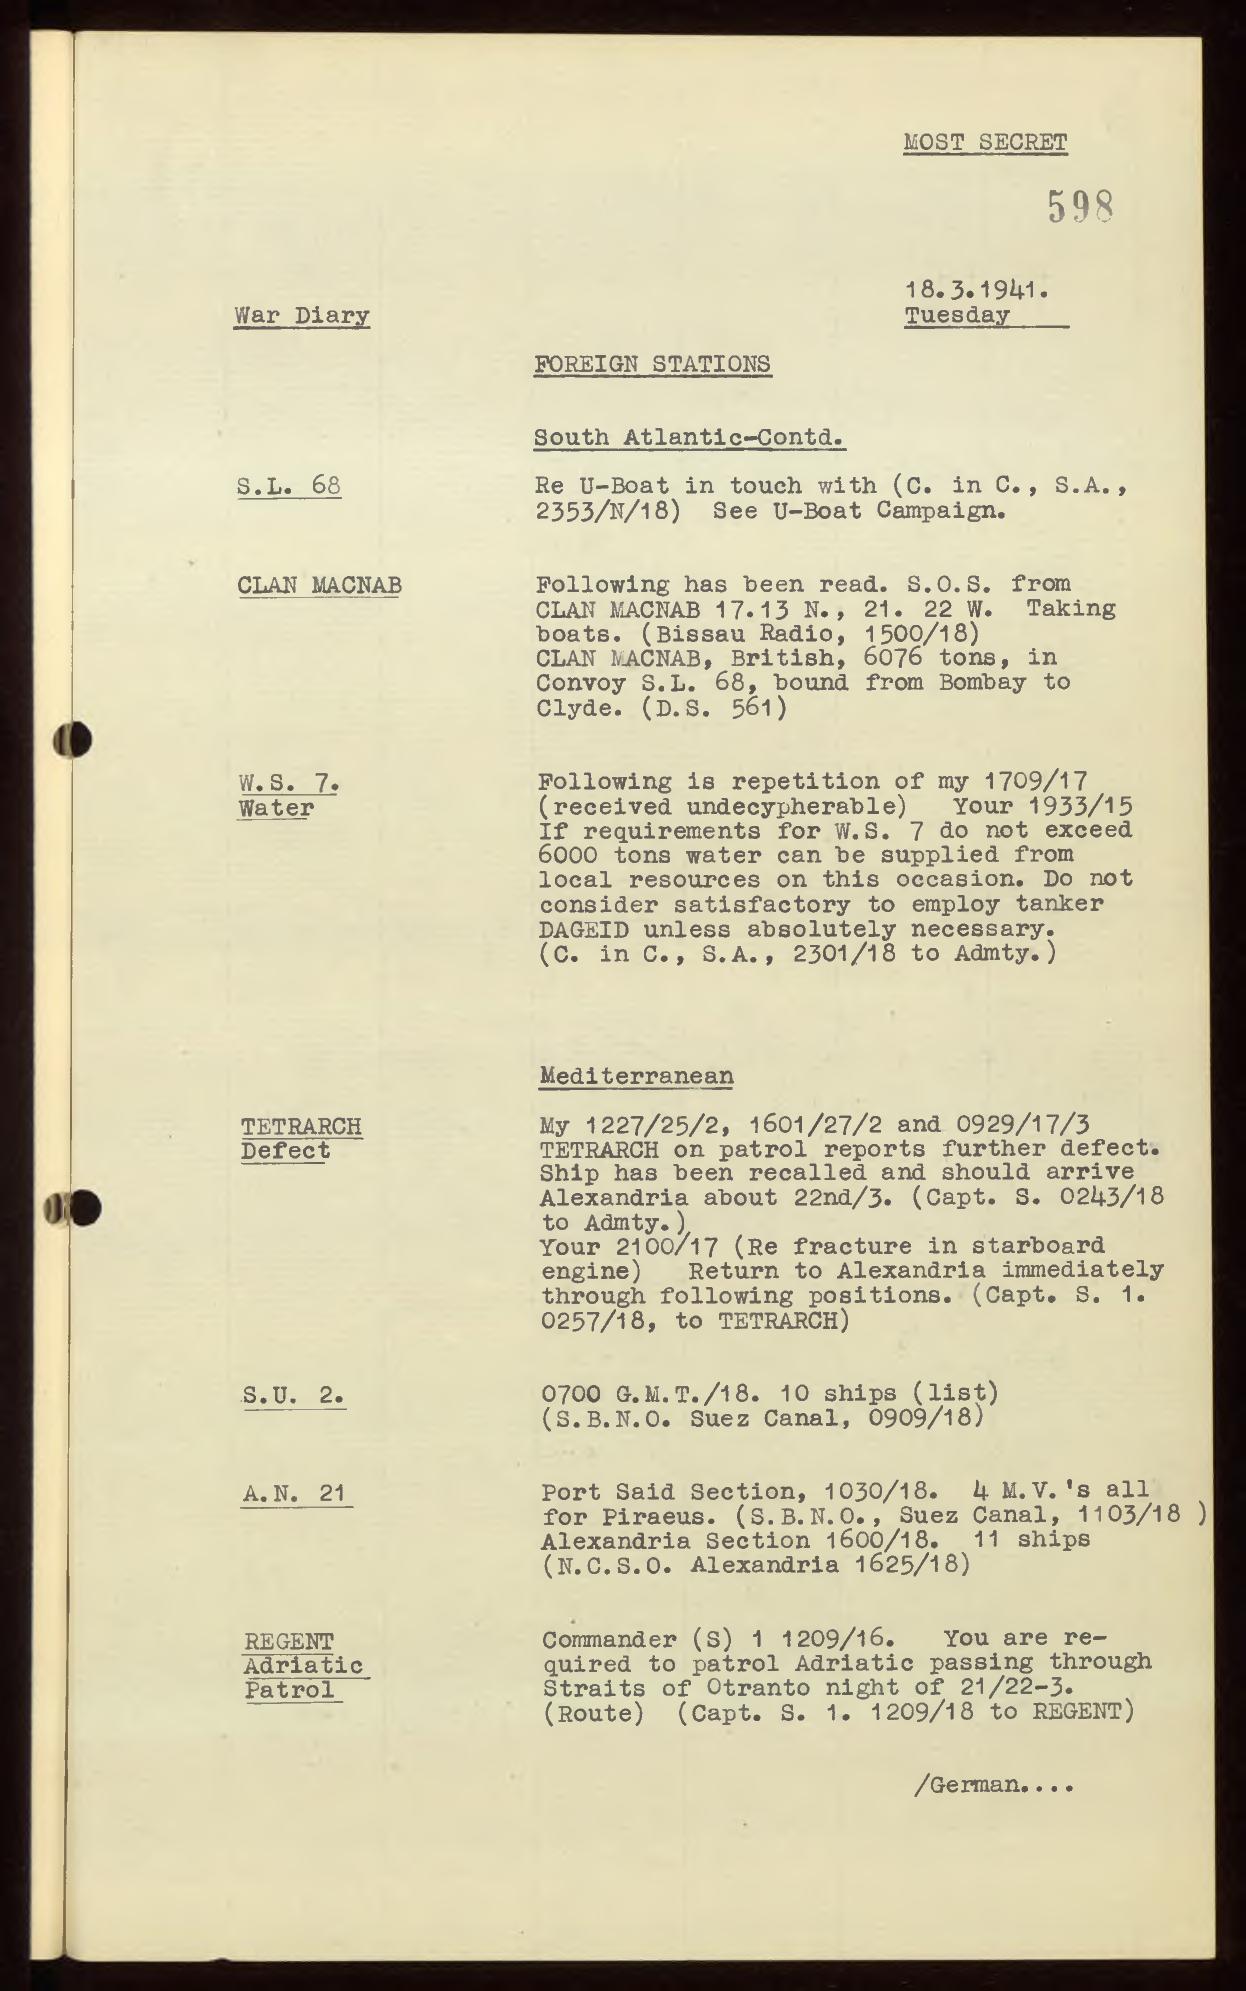 MOST SECRET
598
18.3.1941.
War Diary
Tuesday
FOREIGN STATIONS
South Atlantic-Contd.
S.L. 68
Re U-Boat in touch with (C. in C., S.A.,
2353/N/18) See U-Boat Campaign.
CLAN MACNAB
Following has been read. S.O.S. from
CLAN MACNAB 17.13 N., 21. 22 W. Taking
boats. (Bissau Radio, 1500/18)
CLAN MACNAB, British, 6076 tons, in
Convoy S.L. 68, bound from Bombay to
Clyde. (D.S. 561)
W.S. 7.
Water
Following is repetition of my 1709/17
(received undecypherable) Your 1933/15
If requirements for W.S. 7 do not exceed
6000 tons water can be supplied from
local resources on this occasion. Do not
consider satisfactory to employ tanker
DAGEID unless absolutely necessary.
(C. in C., S.A., 2301/18 to Admty.)
Mediterranean
TETRARCH
Defect
My 1227/25/2, 1601/27/2 and 0929/17/3
TETRARCH on patrol reports further defect.
Ship has been recalled and should arrive
Alexandria about 22nd/3. (Capt. S. 0243/18
to Admty.)
Your 2100/17 (Re fracture in starboard
engine) Return to Alexandria immediately
through following positions. (Capt. S. 1.
0257/18, to TETRARCH)
S.U. 2.
0700 G.M.T./18. 10 ships (list)
(S.B.N.O. Suez Canal, 0909/18)
A.N. 21
Port Said Section, 1030/18. 4 M.V.'s all
for Piraeus. (S.B.N.O., Suez Canal, 1103/18 )
Alexandria Section 1600/18. 11 ships
(N.C.S.O. Alexandria 1625/18)
REGENT
Adriatic
Patrol
Commander (S) 1 1209/16. You are re-
quired to patrol Adriatic passing through
Straits of Otranto night of 21/22-3.
(Route) (Capt. S. 1. 1209/18 to REGENT)
/German....